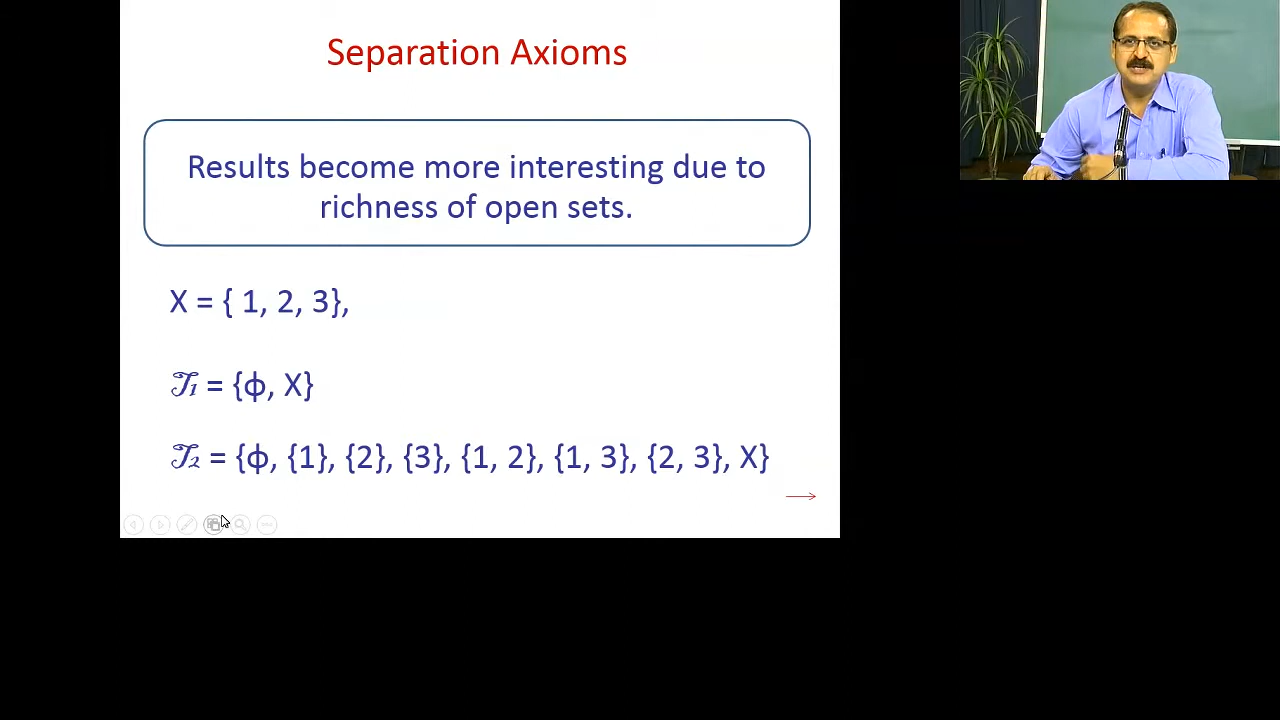 Separation Axioms
Results become more interesting due to
richness of open sets.
X = { 1, 2, 3},
𝒯1 = {ф, X}
𝒯2 = {ф, {1}, {2}, {3}, {1, 2}, {1, 3}, {2, 3}, X}